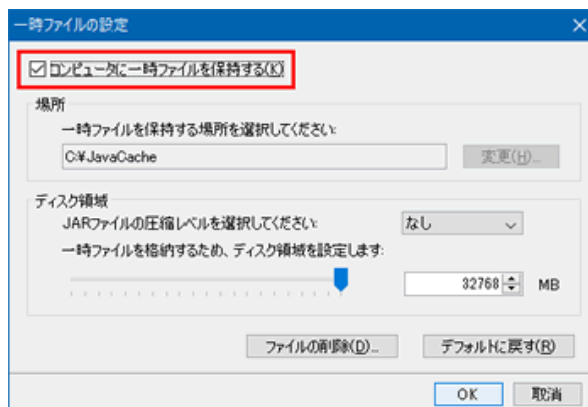 一時ファイルの設定
コンピュータに一時ファイルを保持する(K)
場所
一時ファイルを保持する場所を選択してください:
C:¥JavaCache
変更(H)...
ディスク領域
JARファイルの圧縮レベルを選択してください:
なし
一時ファイルを格納するため、ディスク領域を設定します:
32768
MB
ファイルの削除(D)...
デフォルトに戻す(R)
OK
取消